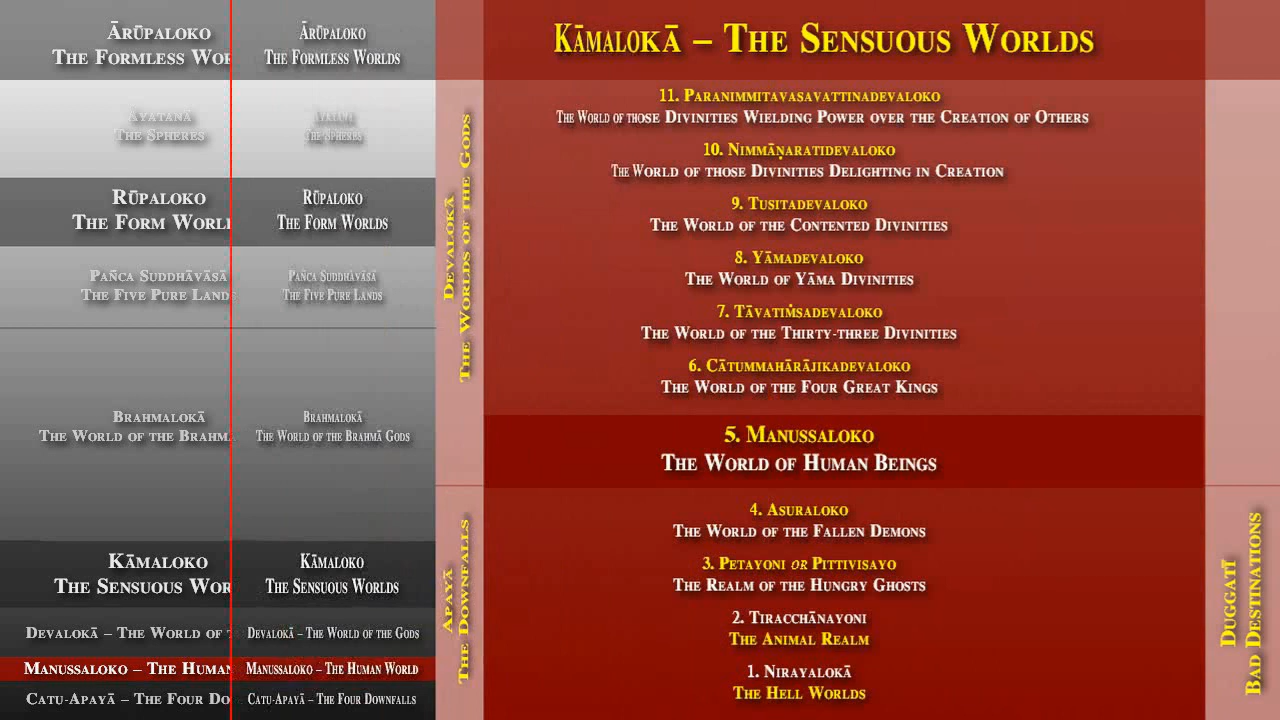 Ārūpaloko
The Formless Wor
Ayatanā
The Spheres
Rūpaloko
The Form Worl
Pañca Suddhāvāsā
The Five Pure Lands
Brahmalokā
The World of the Brahm
Kāmaloko
The Sensuous Wor
Devalokā – The World of
Manussaloko – The Human
Catu-Apayā – The Four Do
Ārūpaloko
The Formless Worlds
The Spheres
Rūpaloko
The Form Worlds
Pañca Suddhāvāsā
The Five Pure Lands
Brahmalokā
The World of the Brahmā Gods
Kāmaloko
The Sensuous Worlds
Devalokā – The World of the Gods
Manussaloko – The Human World
Catu-Apayā – The Four Downfalls
Devalokā
The Worlds of the Gods
Apayā
The Downfalls
Kāmalokā – The Sensuous Worlds
11. Paranimmitavasavattinadevaloko
The World of those Divinities Wielding Power over the Creation of Others
10. Nimmāṇaratidevaloko
The World of those Divinities Delighting in Creation
9. Tusitadevaloko
The World of the Contented Divinities
8. Yāmadevaloko
The World of Yāma Divinities
7. Tāvatiṁsadevaloko
The World of the Thirty-three Divinities
6. Cātummahārājikadevaloko
The World of the Four Great Kings
5. Manussaloko
The World of Human Beings
4. Asuraloko
The World of the Fallen Demons
3. Petayoni or Pittivisayo
The Realm of the Hungry Ghosts
2. Tiracchānayoni
The Animal Realm
1. Nirayalokā
The Hell Worlds
Duggatī
Bad Destinations